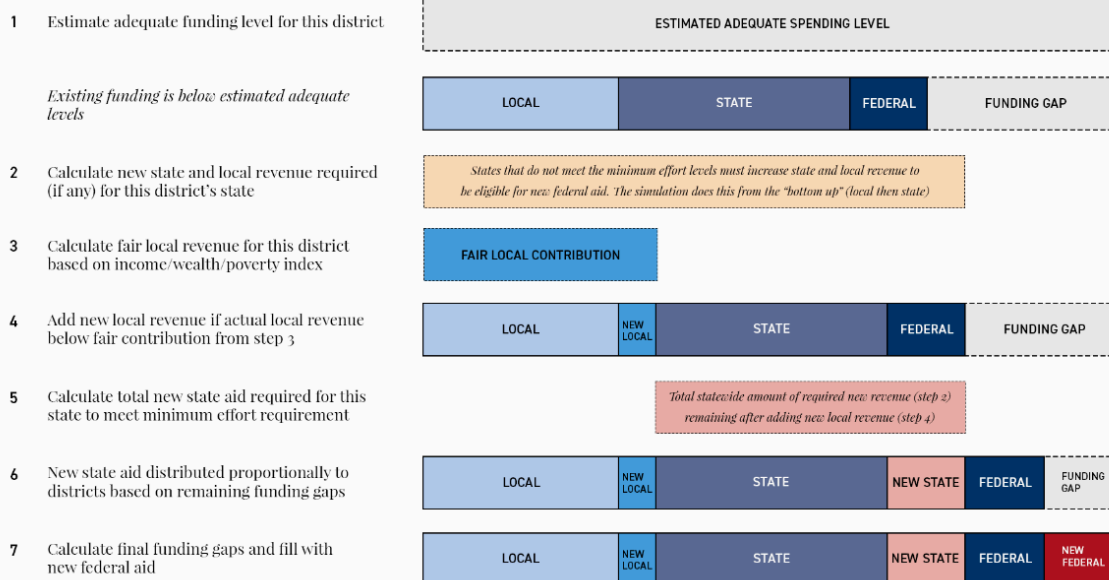 1 Estimate adequate funding level for this district
ESTIMATED ADEQUATE SPENDING LEVEL
Existing funding is below estimated adequate
levels
LOCAL STATE FEDERAL FUNDING GAP
2 Calculate new state and local revenue required
(if any) for this district's state
States that do not meet the minimum effort levels must increase state and local revenue to
be eligible for new federal aid. The simulation does this from the "bottom up" (local then state)
3 Calculate fair local revenue for this district
based on income/wealth/poverty index
FAIR LOCAL CONTRIBUTION
4 Add new local revenue if actual local revenue
below fair contribution from step 3
LOCAL NEW
LOCAL STATE FEDERAL FUNDING GAP
5 Calculate total new state aid required for this
state to meet minimum effort requirement
Total statewide amount of required new revenue (step 2)
remaining after adding new local revenue (step 4)
6 New state aid distributed proportionally to
districts based on remaining funding gaps
LOCAL NEW
LOCAL STATE NEW STATE FEDERAL FUNDING
GAP
7 Calculate final funding gaps and fill with
new federal aid
LOCAL NEW
LOCAL STATE NEW STATE FEDERAL NEW
FEDERAL